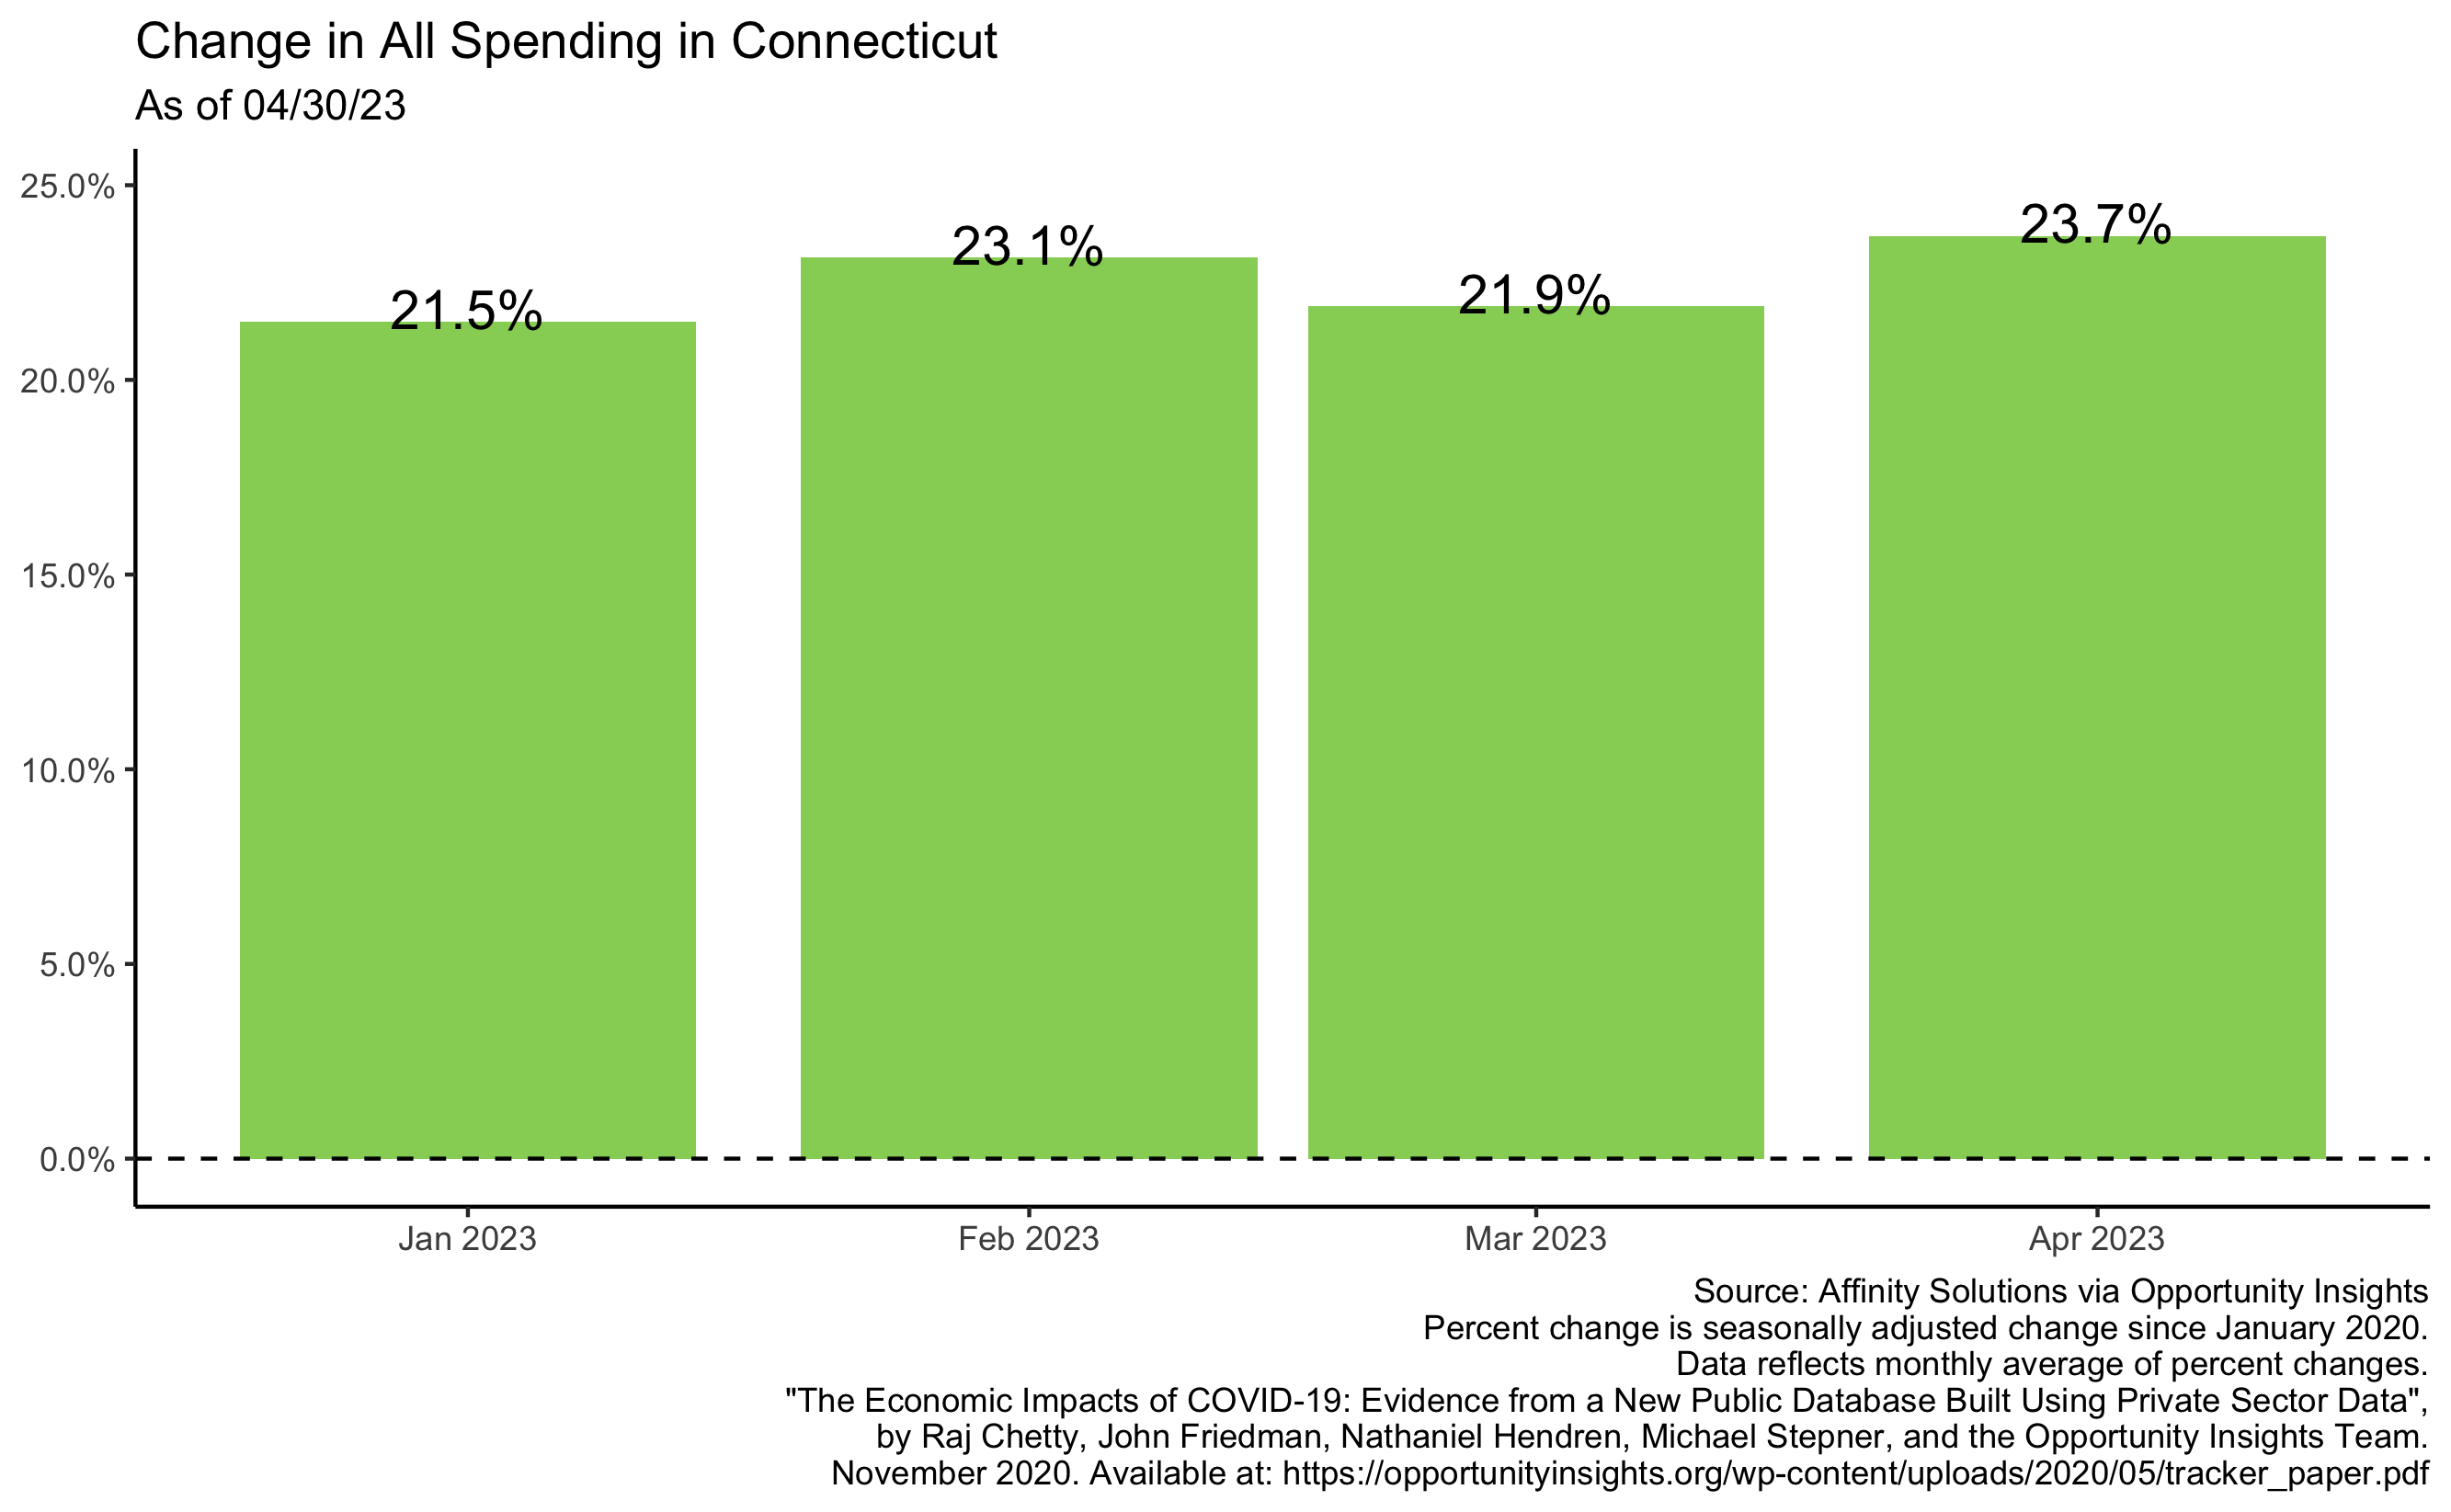 Change in All Spending in Connecticut
As of 04/30/23
25.0%
20.0%
15.0%
10.0%
5.0%
0.0%
21.5%
23.1%
21.9%
23.7%
Jan 2023
Feb 2023
Mar 2023
Apr 2023
Source: Affinity Solutions via Opportunity Insights
Percent change is seasonally adjusted change since January 2020.
Data reflects monthly average of percent changes.
"The Economic Impacts of COVID-19: Evidence from a New Public Database Built Using Private Sector Data",
by Raj Chetty, John Friedman, Nathaniel Hendren, Michael Stepner, and the Opportunity Insights Team.
November 2020. Available at: https://opportunityinsights.org/wp-content/uploads/2020/05/tracker_paper.pdf